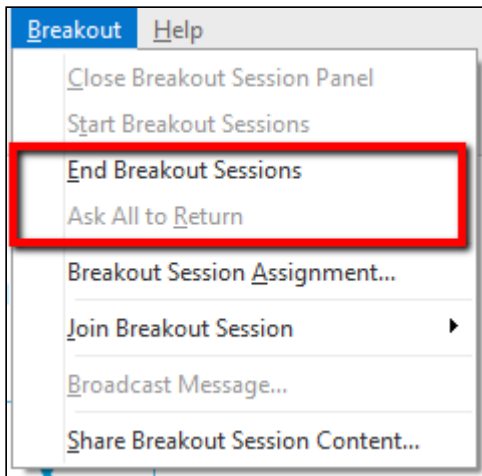 Breakout Help
Close Breakout Session Panel
Start Breakout Sessions
End Breakout Sessions
Ask All to Return
Breakout Session Assignment...
Join Breakout Session
Broadcast Message...
Share Breakout Session Content...